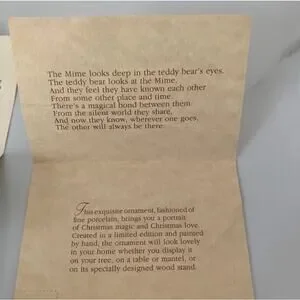 The Mime looks deep in the teddy bear's eyes.
The teddy bear looks at the Mime.
And they feel they have known each other
From some other place and time.
There's a magical bond between them
From the silent world they share,
And now they know, wherever one goes,
The other will always be there.
This exquisite ornament, fashioned of
fine porcelain, brings you a portrait
of Christmas magic and Christmas love.
Created in a limited edition and painted
by hand, the ornament will look lovely
in your home whether you display it
on your tree, on a table or mantel, or
on its specially designed wood stand.